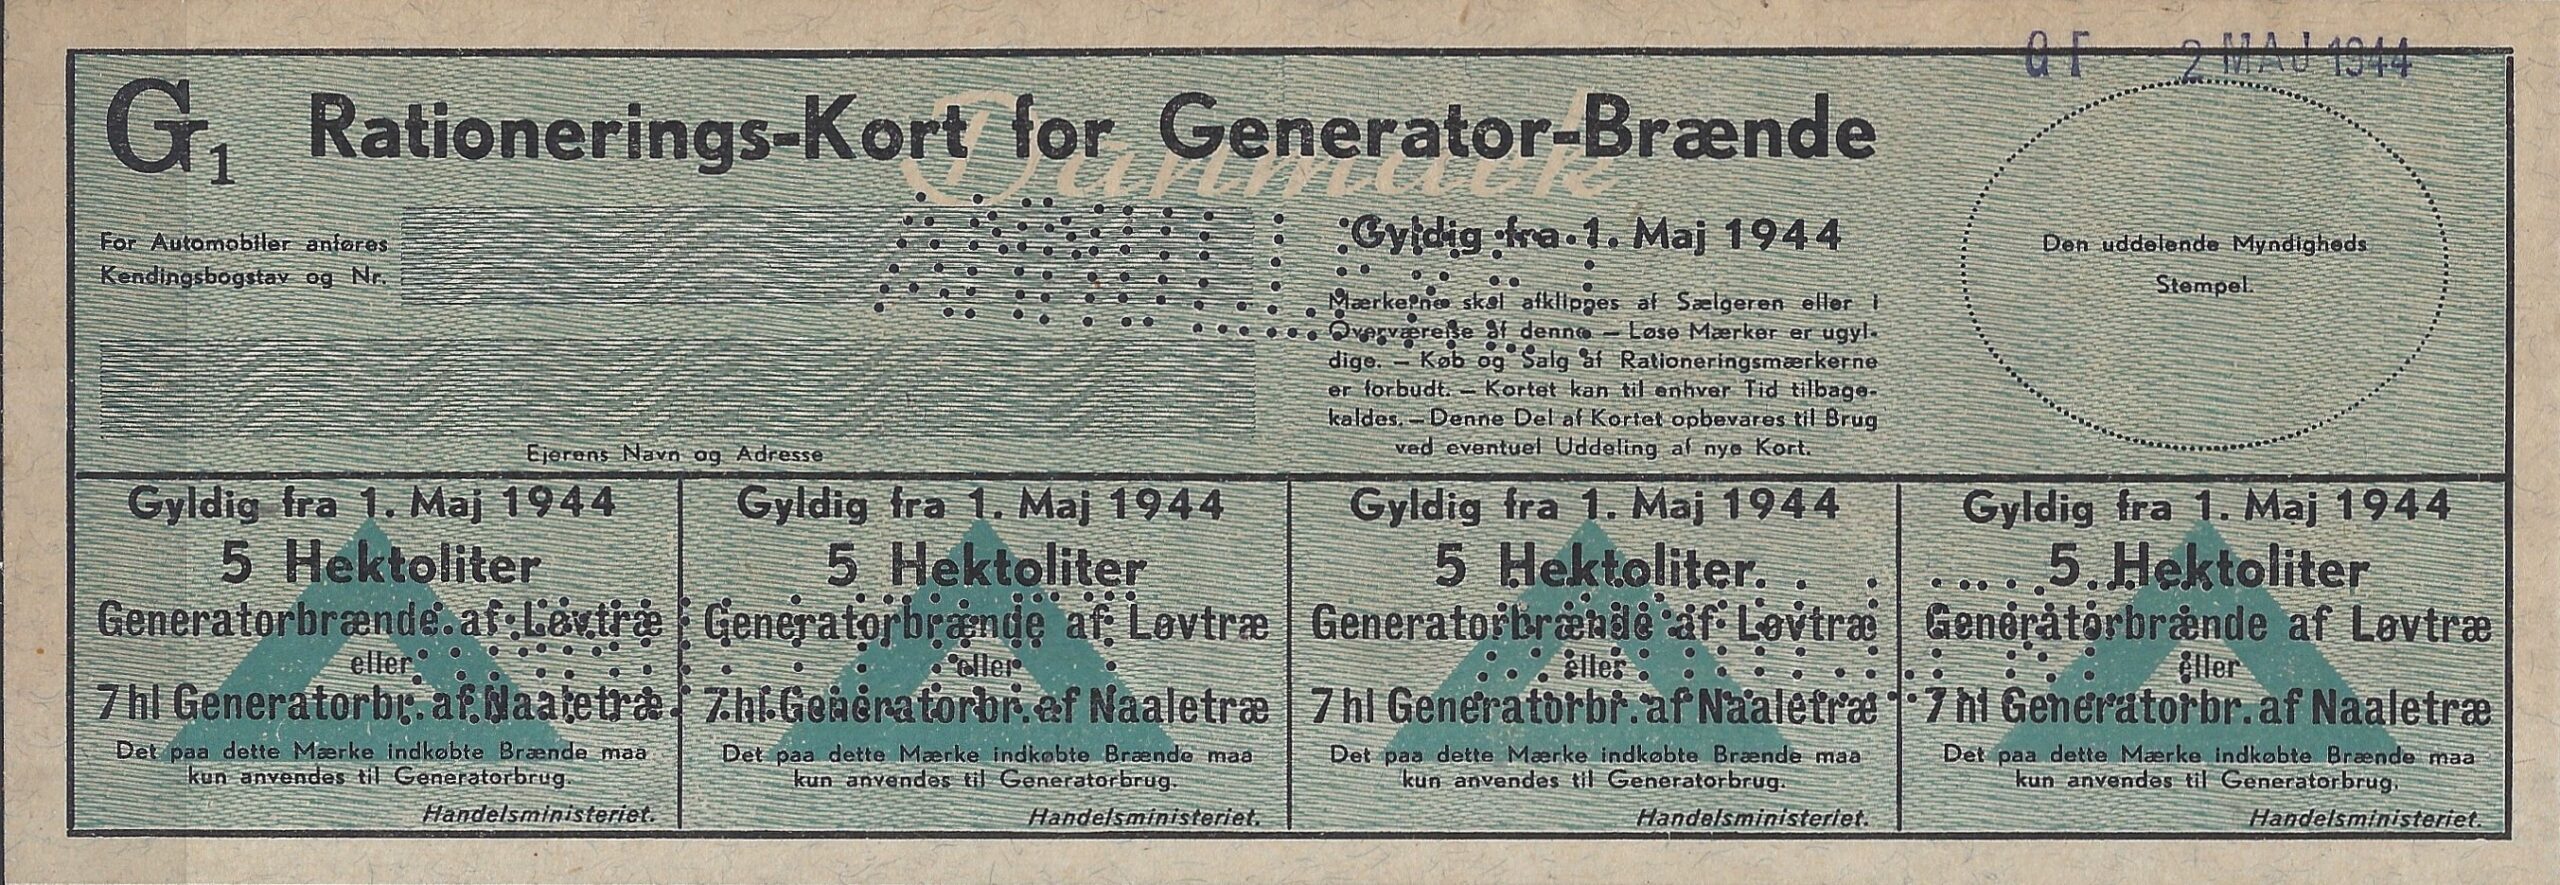 GF 2 MAJ 1944
G1 Rationerings-Kort for Generator-Brænde
Danmark
For Automobiler anføres
Kendingsbogstav og Nr.
Ejerens Navn og Adresse
ANNULLERET
Gyldig fra 1. Maj 1944
Mærkerne skal afklippes af Sælgeren eller i
Overværelse af denne — Løse Mærker er ugyl-
dige. — Køb og Salg af Rationeringsmærkerne
er forbudt. — Kortet kan til enhver Tid tilbage-
kaldes. — Denne Del af Kortet opbevares til Brug
ved eventuel Uddeling af nye Kort.
Den uddelende Myndigheds
Stempel.
Gyldig fra 1. Maj 1944
5 Hektoliter
Generatorbrænde af Løvtræ
eller
7 hl Generatorbr. af Naaletræ
Det paa dette Mærke indkøbte Brænde maa
kun anvendes til Generatorbrug.
Handelsministeriet.
Gyldig fra 1. Maj 1944
5 Hektoliter
Generatorbrænde af Løvtræ
eller
7 hl Generatorbr. af Naaletræ
Det paa dette Mærke indkøbte Brænde maa
kun anvendes til Generatorbrug.
Handelsministeriet.
Gyldig fra 1. Maj 1944
5 Hektoliter
Generatorbrænde af Løvtræ
eller
7 hl Generatorbr. af Naaletræ
Det paa dette Mærke indkøbte Brænde maa
kun anvendes til Generatorbrug.
Handelsministeriet.
Gyldig fra 1. Maj 1944
5 Hektoliter
Generatorbrænde af Løvtræ
eller
7 hl Generatorbr. af Naaletræ
Det paa dette Mærke indkøbte Brænde maa
kun anvendes til Generatorbrug.
Handelsministeriet.